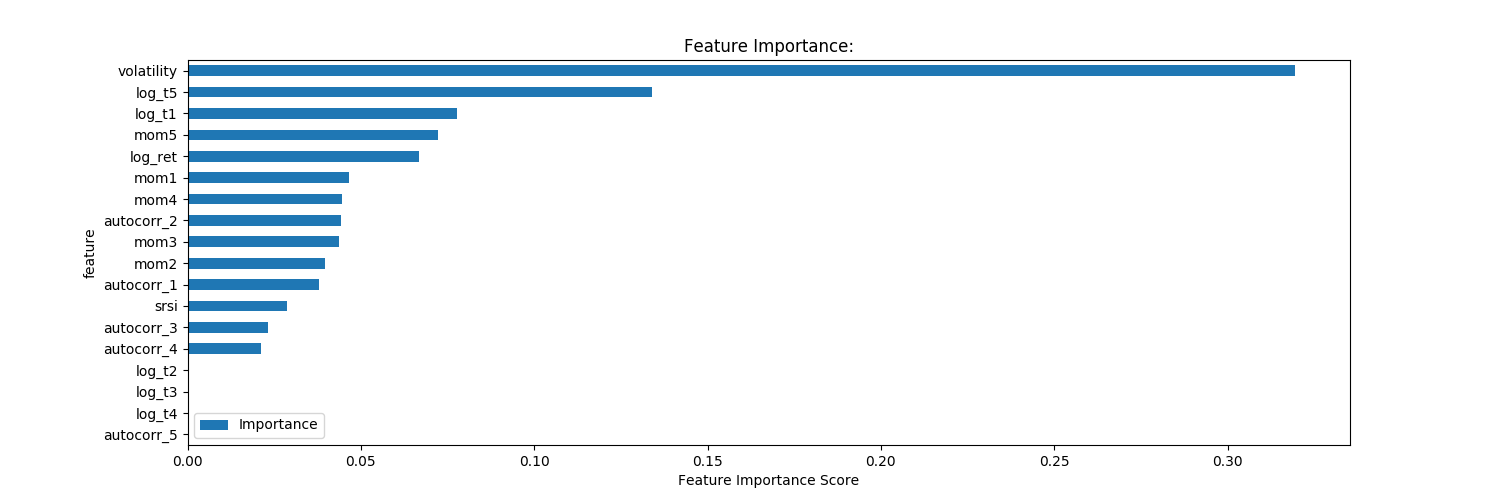 Feature Importance:
volatility
log_t5
log_t1
mom5
log_ret
mom1
mom4
autocorr_2
mom3
mom2
autocorr_1
srsi
autocorr_3
autocorr_4
log_t2
log_t3
log_t4
autocorr_5
feature
Importance
0.00 0.05 0.10 0.15 0.20 0.25 0.30
Feature Importance Score